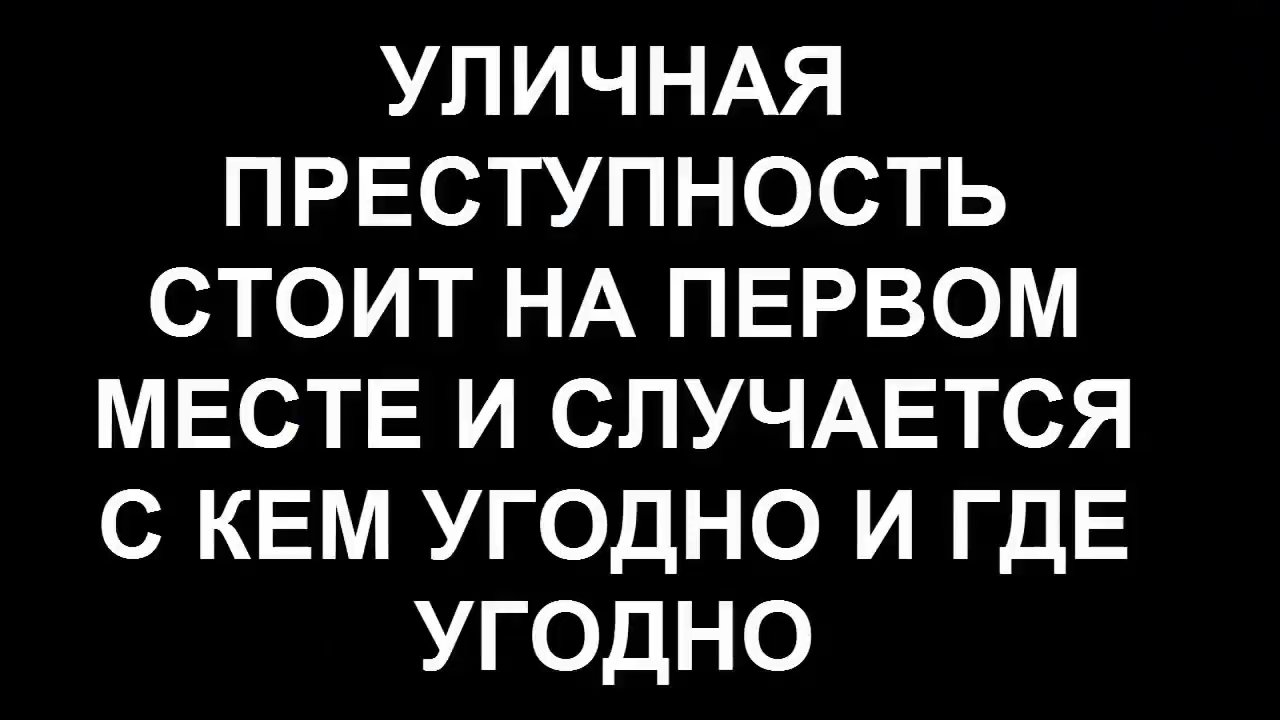 УЛИЧНАЯ
ПРЕСТУПНОСТЬ
СТОИТ НА ПЕРВОМ
МЕСТЕ И СЛУЧАЕТСЯ
С КЕМ УГОДНО И ГДЕ
УГОДНО